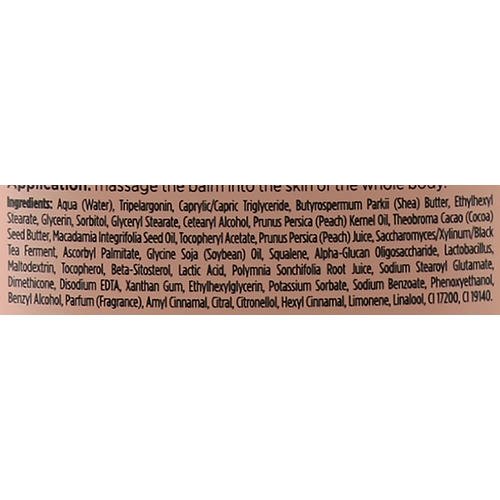 Application: massage the balm into the skin of the whole body.
Ingredients: Aqua (Water), Tripelargonin, Caprylic/Capric Triglyceride, Butyrospermum Parkii (Shea) Butter, Ethylhexyl
Stearate, Glycerin, Sorbitol, Glyceryl Stearate, Cetearyl Alcohol, Prunus Persica (Peach) Kernel Oil, Theobroma Cacao (Cocoa)
Seed Butter, Macadamia Integrifolia Seed Oil, Tocopheryl Acetate, Prunus Persica (Peach) Juice, Saccharomyces/Xylinum/Black
Tea Ferment, Ascorbyl Palmitate, Glycine Soja (Soybean) Oil, Squalene, Alpha-Glucan Oligosaccharide, Lactobacillus,
Maltodextrin, Tocopherol, Beta-Sitosterol, Lactic Acid, Polymnia Sonchifolia Root Juice, Sodium Stearoyl Glutamate,
Dimethicone, Disodium EDTA, Xanthan Gum, Ethylhexylglycerin, Potassium Sorbate, Sodium Benzoate, Phenoxyethanol,
Benzyl Alcohol, Parfum (Fragrance), Amyl Cinnamal, Citral, Citronellol, Hexyl Cinnamal, Limonene, Linalool, CI 17200, CI 19140.